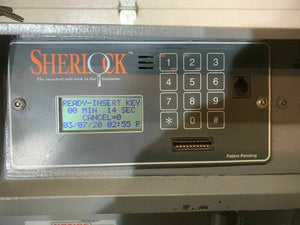 SHERLOCK™
The smartest safe lock in the business.
READY-INSERT KEY
00 MIN 14 SEC
CANCEL=0
03/07/20 02:55 P
1 2 3
4 5 6
7 8 9
* 0 #
Patent Pending